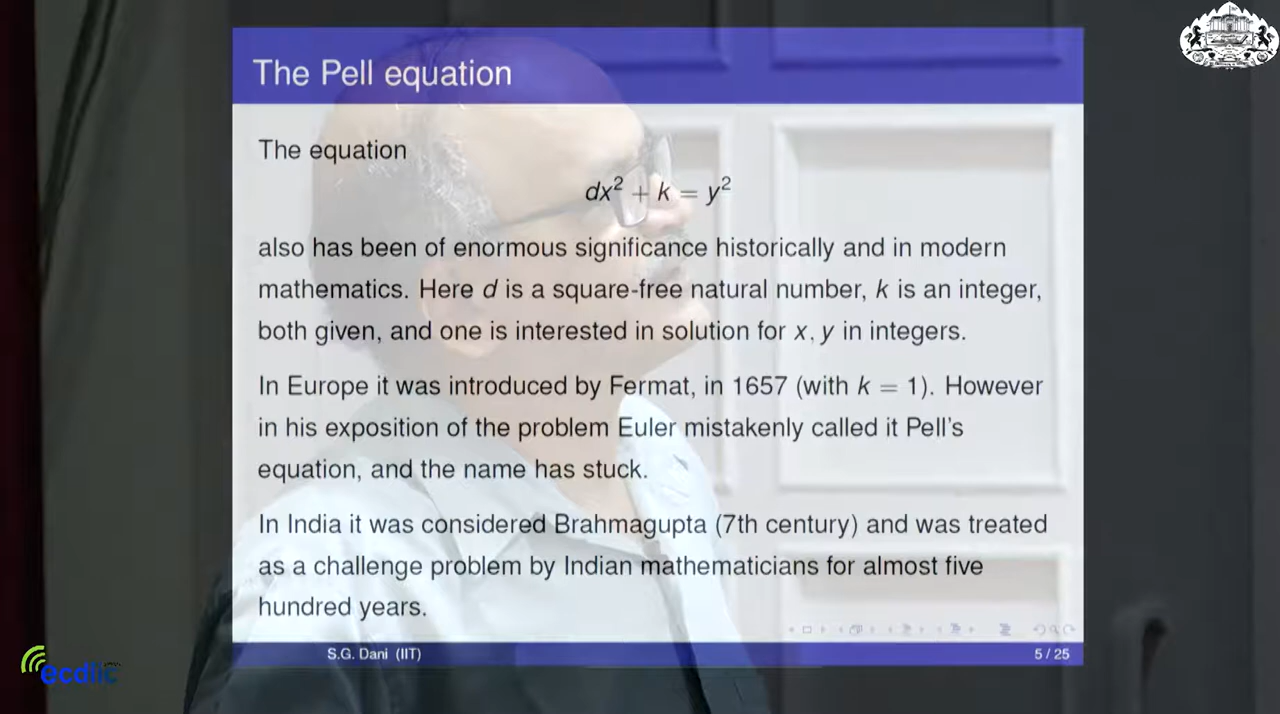 The Pell equation
The equation
dx² + k = y²
also has been of enormous significance historically and in modern
mathematics. Here d is a square-free natural number, k is an integer,
both given, and one is interested in solution for x, y in integers.
In Europe it was introduced by Fermat, in 1657 (with k = 1). However
in his exposition of the problem Euler mistakenly called it Pell's
equation, and the name has stuck.
In India it was considered Brahmagupta (7th century) and was treated
as a challenge problem by Indian mathematicians for almost five
hundred years.
S.G. Dani (IIT)
5 / 25